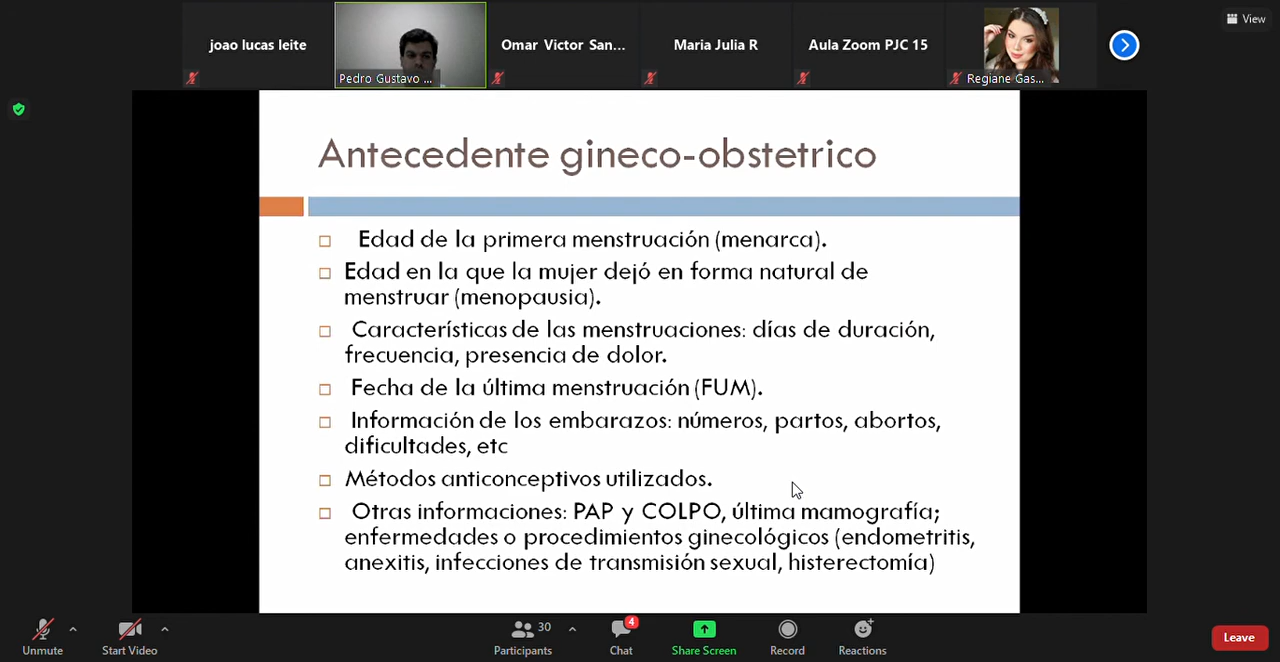 View
joao lucas leite
Pedro Gustavo ...
Omar Victor San...
Maria Julia R
Aula Zoom PJC 15
Regiane Gas...
Antecedente gineco-obstetrico
Edad de la primera menstruación (menarca).
Edad en la que la mujer dejó en forma natural de
menstruar (menopausia).
Características de las menstruaciones: días de duración,
frecuencia, presencia de dolor.
Fecha de la última menstruación (FUM).
Información de los embarazos: números, partos, abortos,
dificultades, etc
Métodos anticonceptivos utilizados.
Otras informaciones: PAP y COLPO, última mamografía;
enfermedades o procedimientos ginecológicos (endometritis,
anexitis, infecciones de transmisión sexual, histerectomía)
Unmute
Start Video
30
Participants
4
Chat
Share Screen
Record
Reactions
Leave